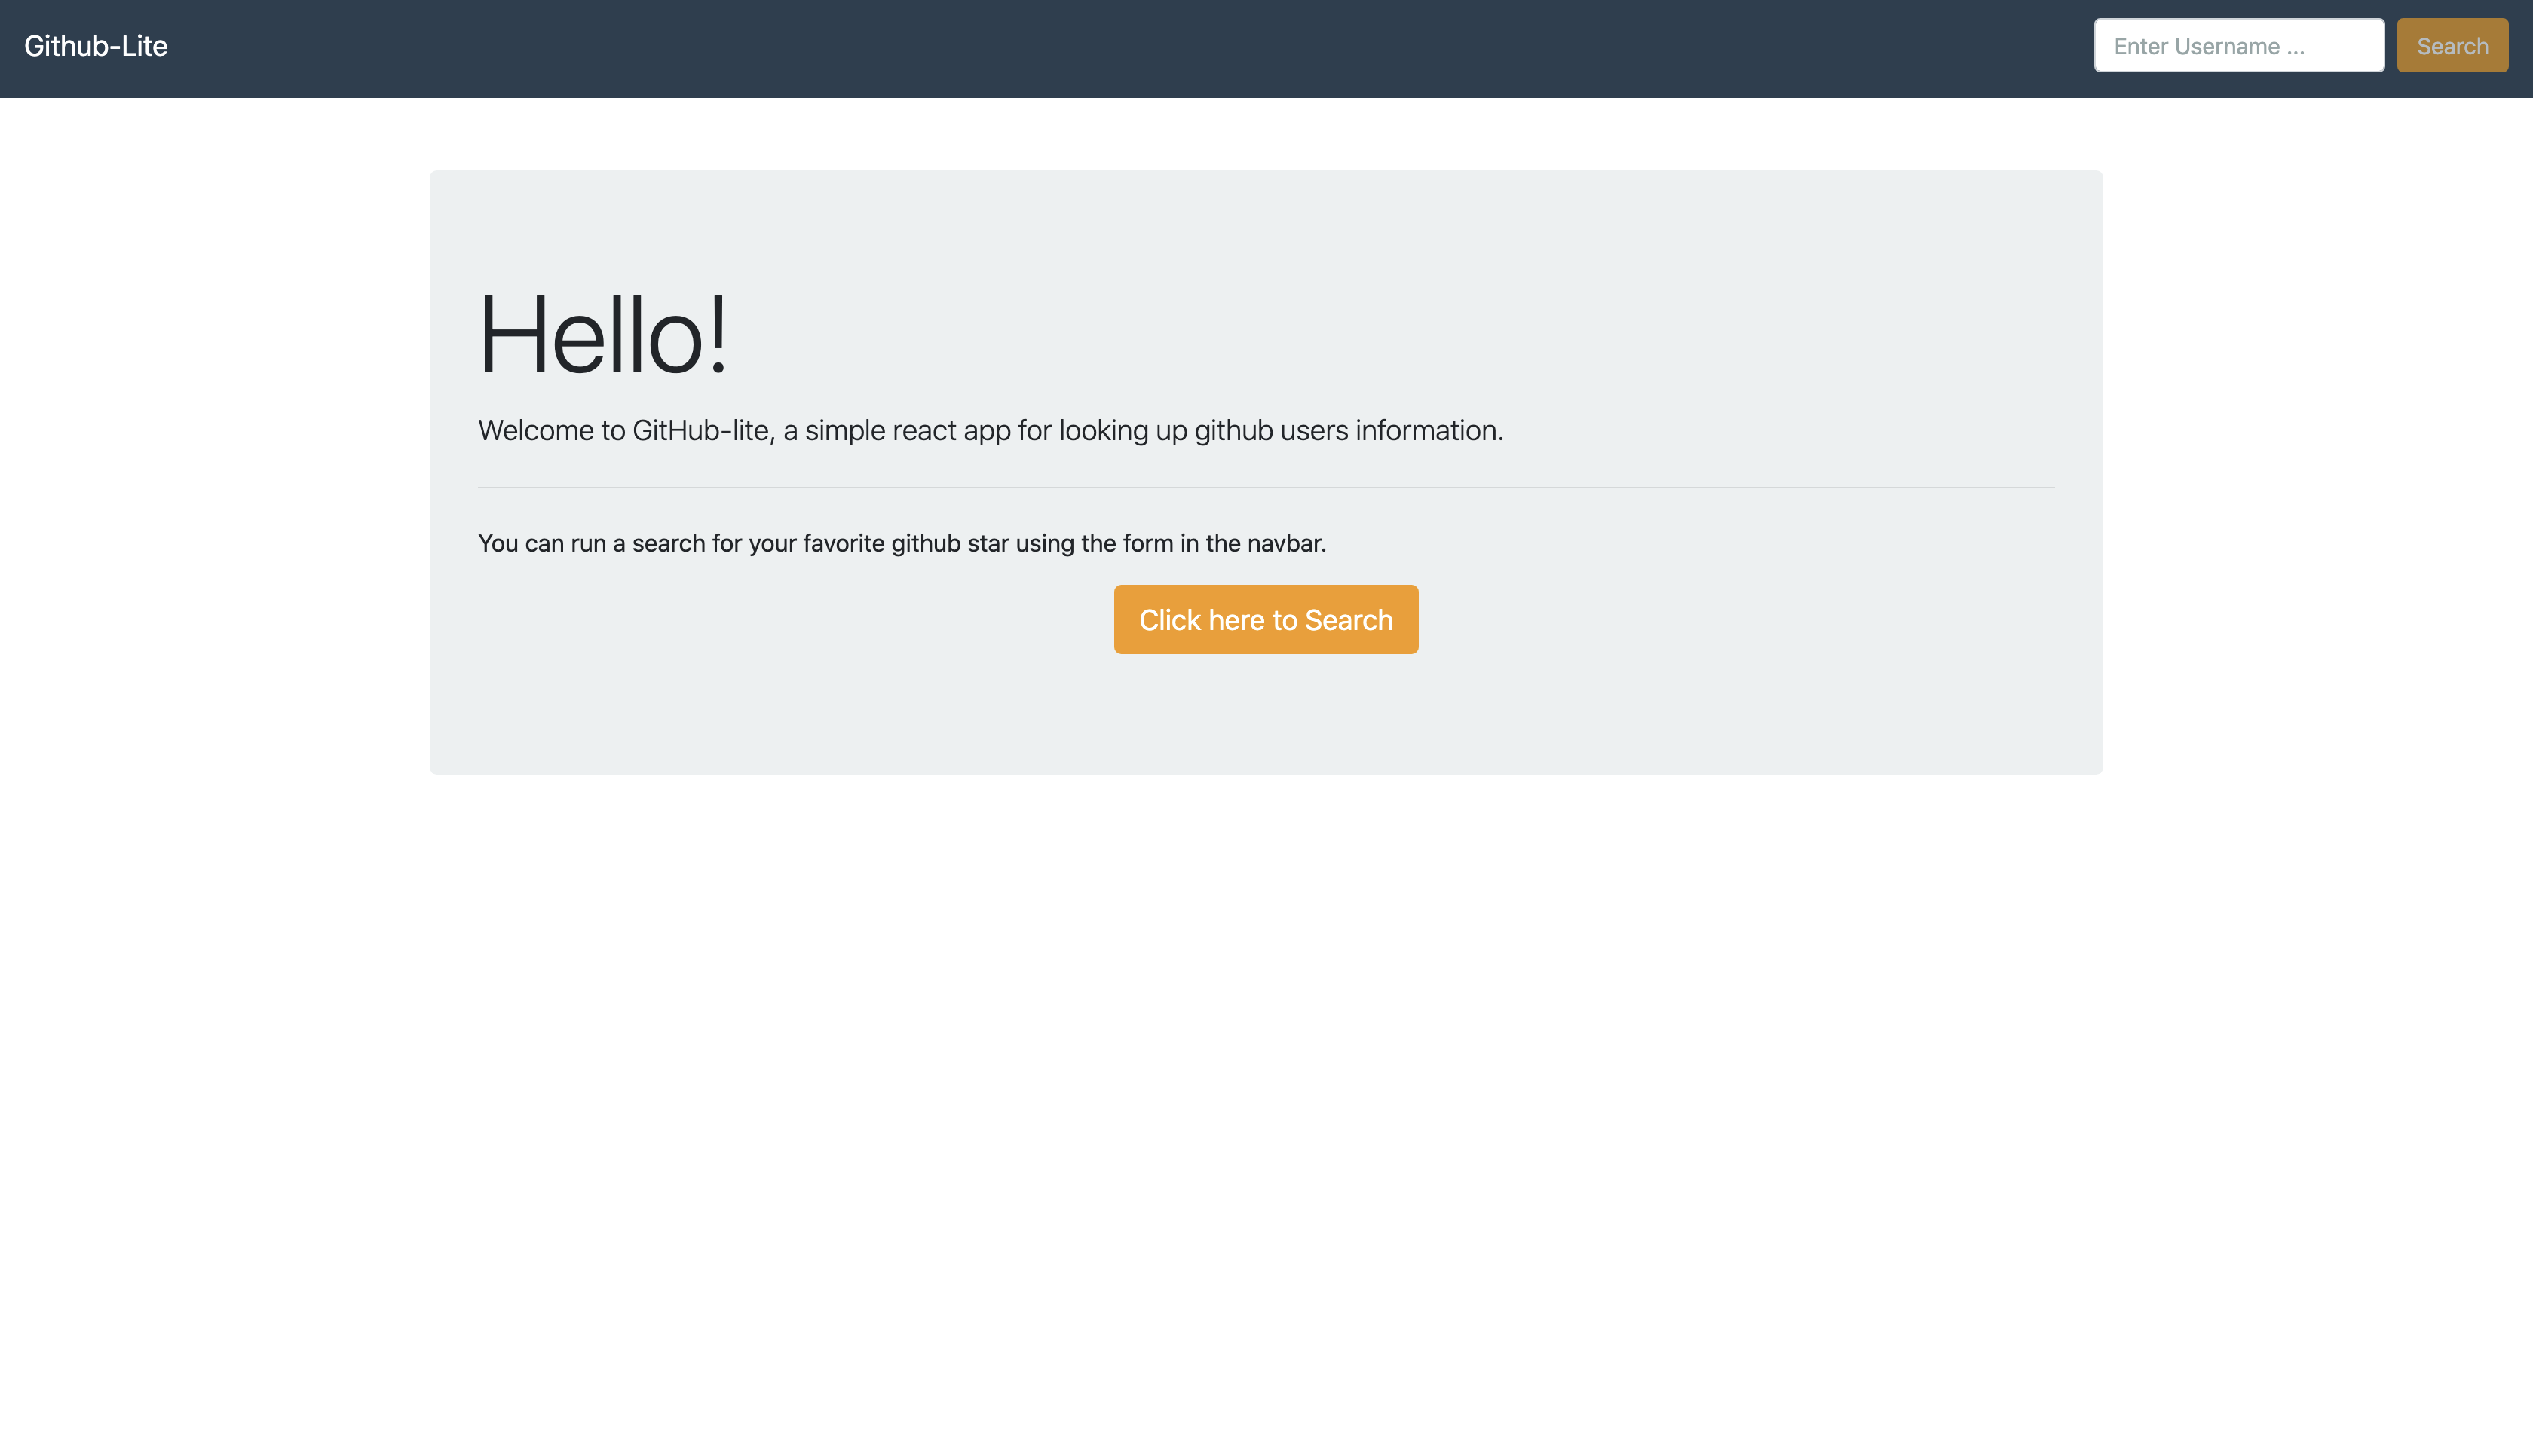 Github-Lite
Enter Username ...
Search
Hello!
Welcome to GitHub-lite, a simple react app for looking up github users information.
You can run a search for your favorite github star using the form in the navbar.
Click here to Search